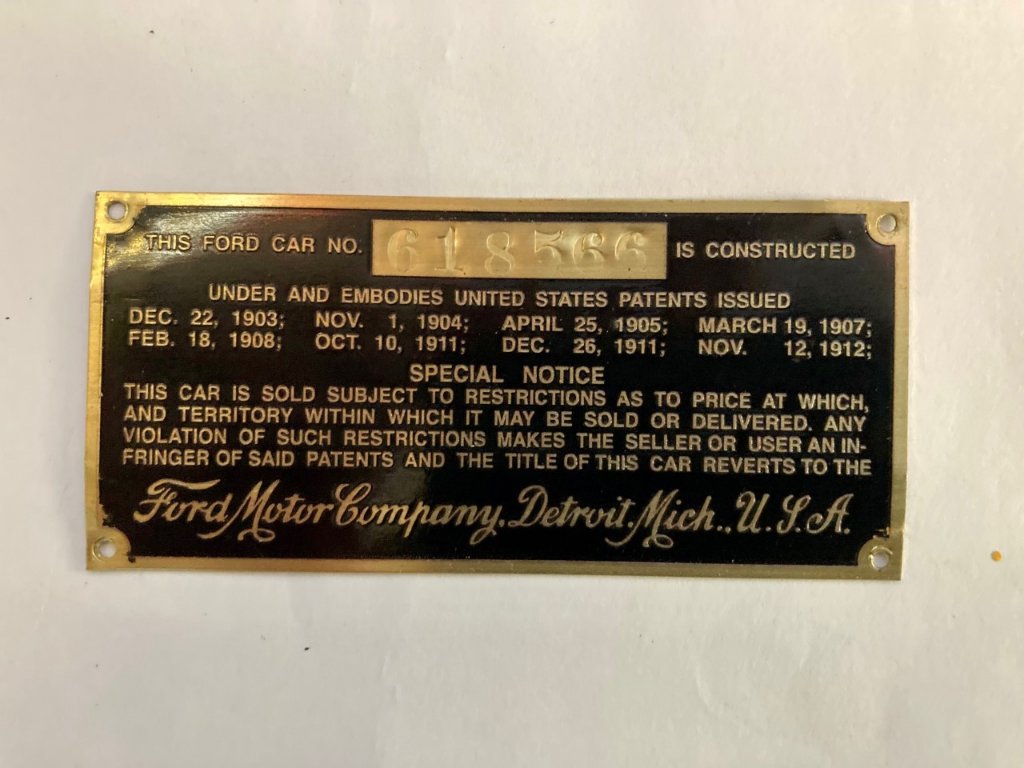 THIS FORD CAR NO. 618566 IS CONSTRUCTED
UNDER AND EMBODIES UNITED STATES PATENTS ISSUED
DEC. 22, 1903; NOV. 1, 1904; APRIL 25, 1905; MARCH 19, 1907;
FEB. 18, 1908; OCT. 10, 1911; DEC. 26, 1911; NOV. 12, 1912;
SPECIAL NOTICE
THIS CAR IS SOLD SUBJECT TO RESTRICTIONS AS TO PRICE AT WHICH,
AND TERRITORY WITHIN WHICH IT MAY BE SOLD OR DELIVERED. ANY
VIOLATION OF SUCH RESTRICTIONS MAKES THE SELLER OR USER AN IN-
FRINGER OF SAID PATENTS AND THE TITLE OF THIS CAR REVERTS TO THE
Ford Motor Company, Detroit, Mich., U.S.A.